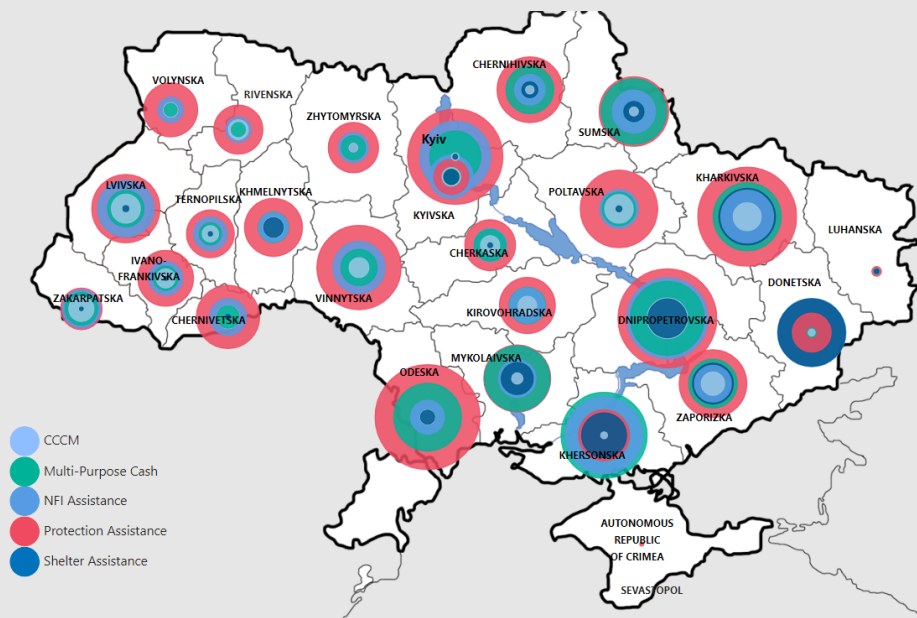 CHERNIHIVSKA
VOLYNSKA
RIVENSKA
ZHYTOMYRSKA
Kyiv
SUMSKA
LVIVSKA
TERNOPILSKA
KHMELNYTSKA
KYIVSKA
POLTAVSKA
KHARKIVSKA
LUHANSKA
IVANO-
FRANKIVSKA
CHERKASKA
ZAKARPATSKA
VINNYTSKA
DONETSKA
CHERNIVETSKA
KIROVOHRADSKA
DNIPROPETROVSKA
MYKOLAIVSKA
ODESKA
ZAPORIZKA
KHERSONSKA
CCCM
Multi-Purpose Cash
NFI Assistance
Protection Assistance
Shelter Assistance
AUTONOMOUS
REPUBLIC
OF CRIMEA
SEVASTOPOL